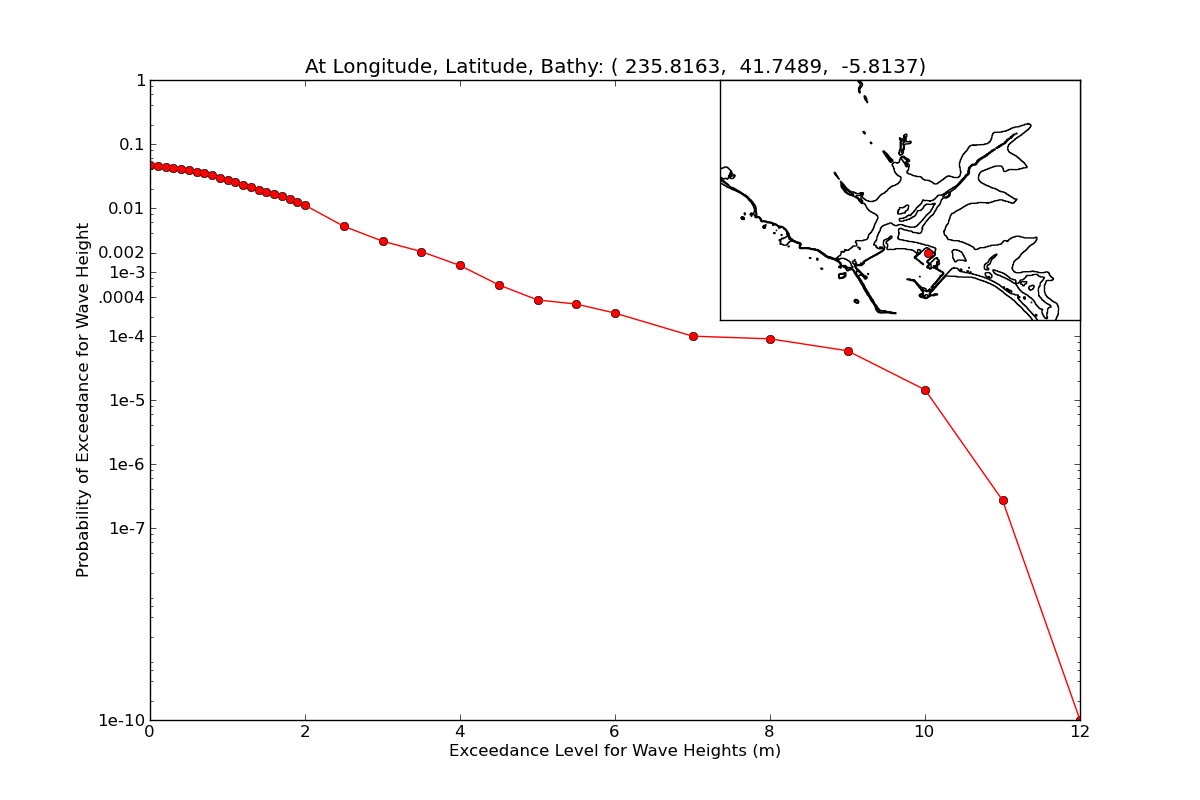 At Longitude, Latitude, Bathy: ( 235.8163,  41.7489,  -5.8137)
Probability of Exceedance for Wave Height
1
0.1
0.01
0.002
1e-3
.0004
1e-4
1e-5
1e-6
1e-7
1e-10
0 2 4 6 8 10 12
Exceedance Level for Wave Heights (m)